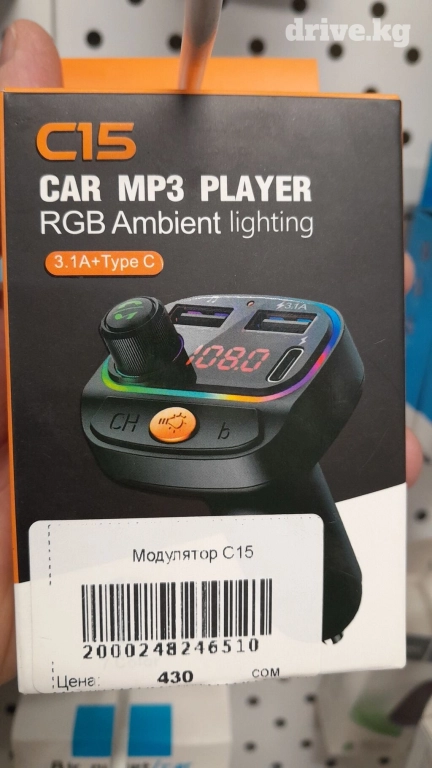 drive.kg
C15
CAR MP3 PLAYER
RGB Ambient lighting
3.1A+Type C
3.1A
108.0
CH
b
Модулятор C15
2000248246510
Цена: 430 сом